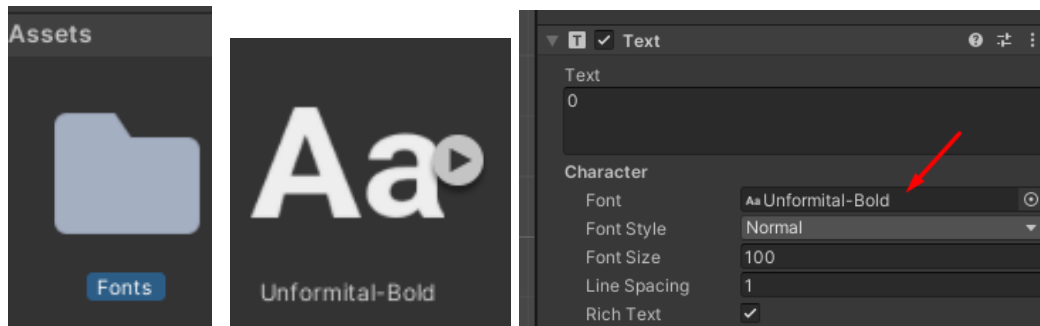 Assets
Fonts
Aa
Unformital-Bold
Text
Text
0
Character
Font Aa Unformital-Bold
Font Style Normal
Font Size 100
Line Spacing 1
Rich Text